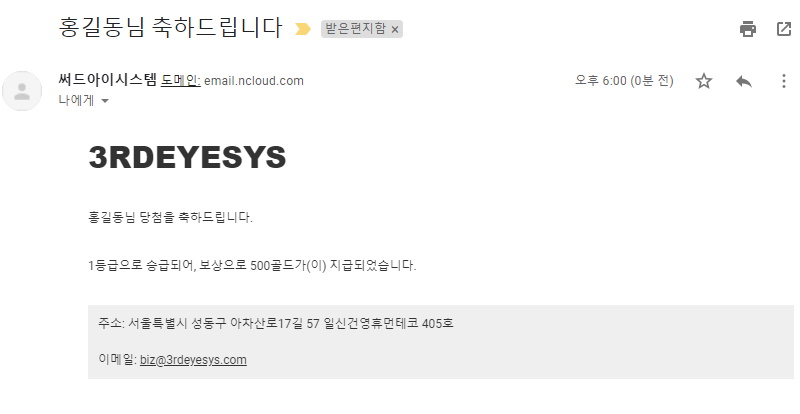 홍길동님 축하드립니다 받은편지함 ×
써드아이시스템 도메인: email.ncloud.com 오후 6:00 (0분 전)
나에게
3RDEYESYS
홍길동님 당첨을 축하드립니다.
1등급으로 승급되어, 보상으로 500골드가(이) 지급되었습니다.
주소: 서울특별시 성동구 아차산로17길 57 일신건영휴먼테코 405호
이메일: biz@3rdeyesys.com